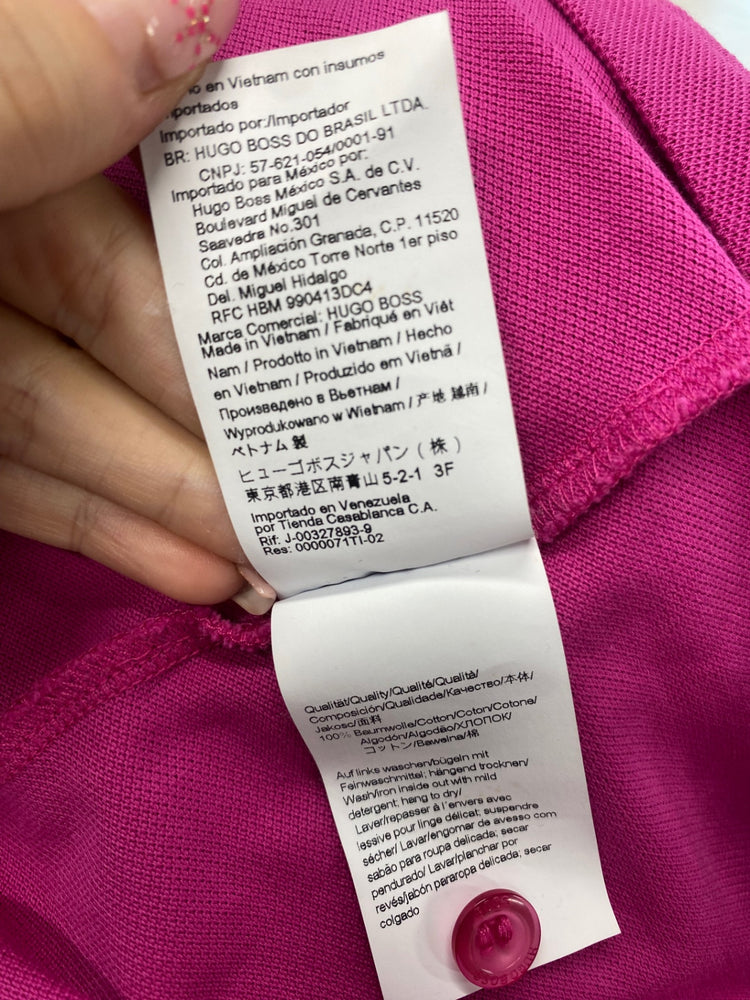 en Vietnam con insumos
Importado por:/Importador
BR: HUGO BOSS DO BRASIL LTDA.
CNPJ: 57-621-054/0001-91
Importado para México por:
Hugo Boss México S.A. de C.V.
Boulevard Miguel de Cervantes
Saavedra No.301
Col. Ampliación Granada, C.P. 11520
Cd. de México Torre Norte 1er piso
Del. Miguel Hidalgo
RFC HBM 990413DC4
Marca Comercial: HUGO BOSS
Made in Vietnam / Fabriqué en Viêt
Nam / Prodotto in Vietnam / Hecho
en Vietnam / Produzido em Vietnã /
Произведено в Вьетнам /
Wyprodukowano w Wietnam / 产地 越南 /
ベトナム 製
ヒューゴボスジャパン ( 株 )
東京都港区南青山 5-2-1 3F
Importado en Venezuela
por Tienda Casablanca C.A.
Rif: J-00327893-9
Res: 0000071TI-02
Qualität/Quality/Qualité/Qualità/
Composición/Qualidade/Качество/本体/
Jakosc/面料
100% Baumwolle/Cotton/Coton/Cotone/
Algodón/Algodão/ХЛОПОК/
コットン/Bawelna/棉
Auf links waschen/bügeln mit
Feinwaschmittel; hängend trocknen/
Wash/iron inside out with mild
detergent; hang to dry/
Laver/repasser à l'envers avec
lessive pour linge délicat; suspendre
sécher/ Lavar/engomar de avesso com
sabão para roupa delicada; secar
pendurado/ Lavar/planchar por
revés/jabón pararopa delicada; secar
colgado